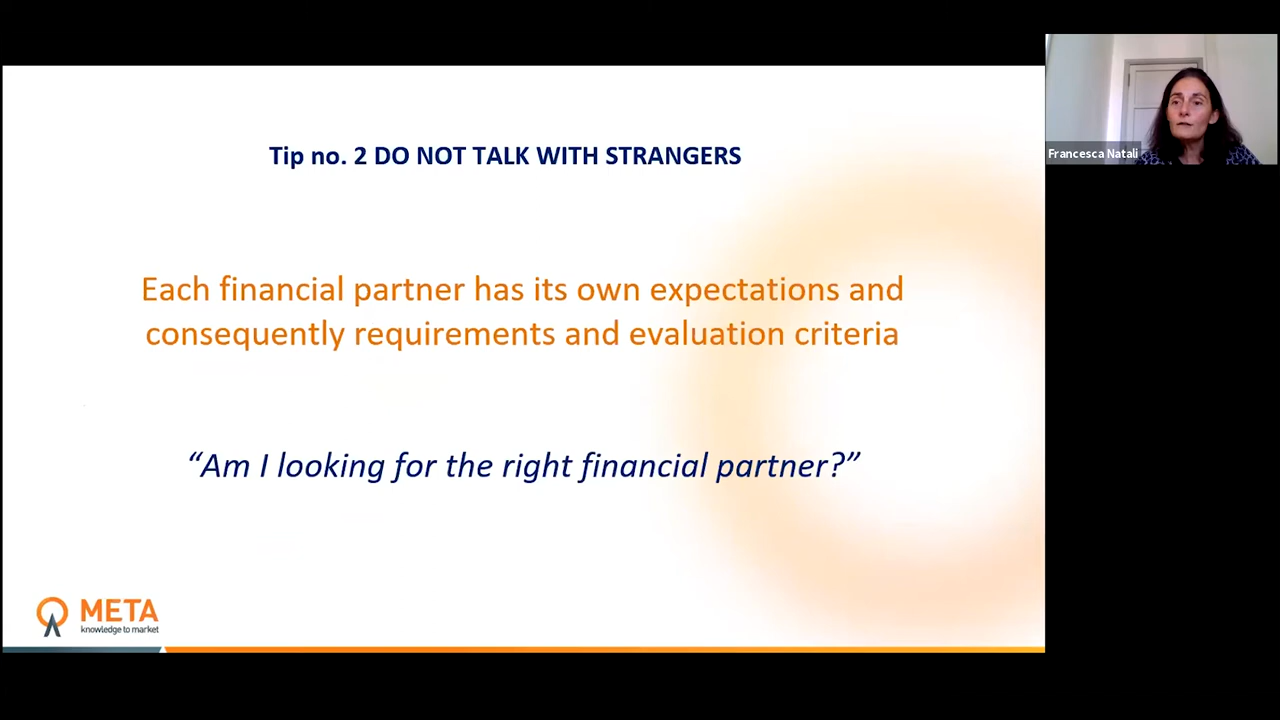 Tip no. 2 DO NOT TALK WITH STRANGERS
Each financial partner has its own expectations and
consequently requirements and evaluation criteria
“Am I looking for the right financial partner?”
META
knowledge to market
Francesca Natali